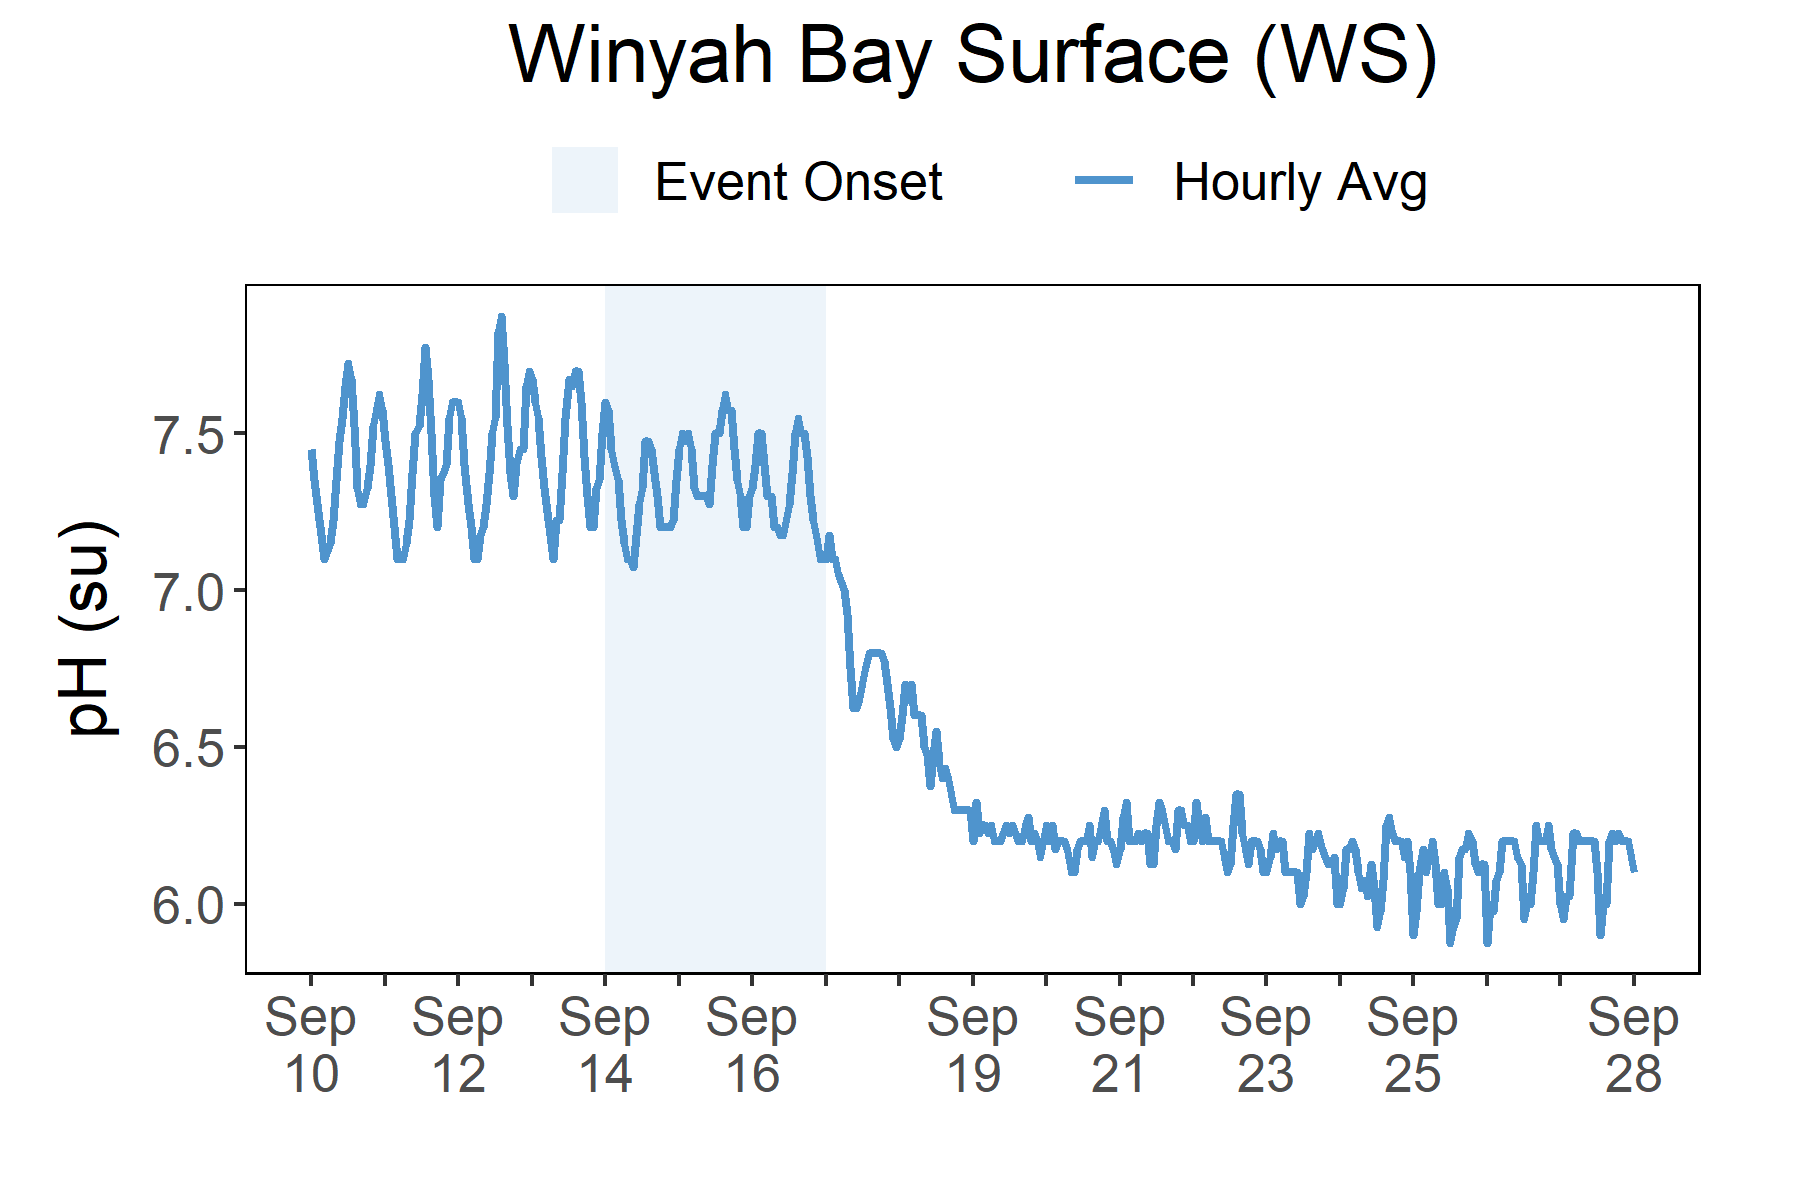 Winyah Bay Surface (WS)
Event Onset
Hourly Avg
pH (su)
7.5
7.0
6.5
6.0
Sep 10
Sep 12
Sep 14
Sep 16
Sep 19
Sep 21
Sep 23
Sep 25
Sep 28